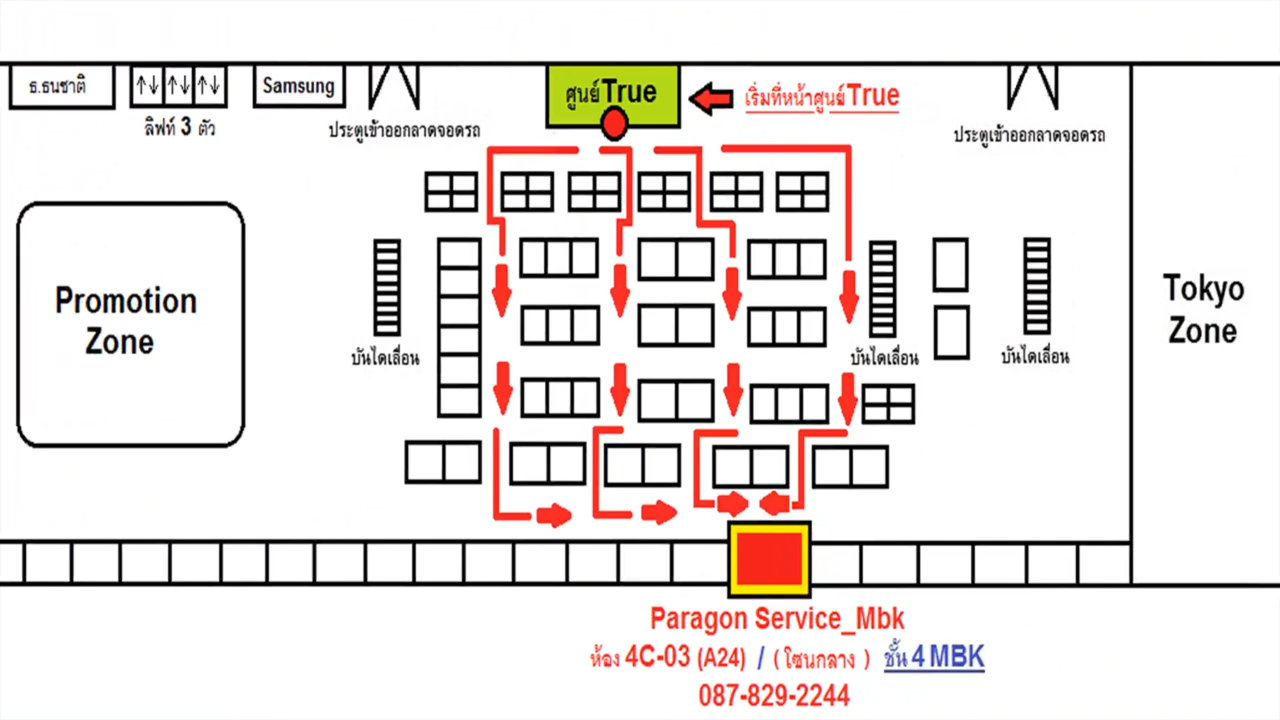 ธ.ธนชาติ
Samsung
ศูนย์True
เริ่มที่หน้าศูนย์True
ลิฟท์ 3 ตัว
ประตูเข้าออกลาดจอดรถ
ประตูเข้าออกลาดจอดรถ
Promotion
Zone
Tokyo
Zone
บันไดเลื่อน
บันไดเลื่อน
บันไดเลื่อน
Paragon Service_Mbk
ห้อง 4C-03 (A24) / ( โซนกลาง ) ชั้น 4 MBK
087-829-2244